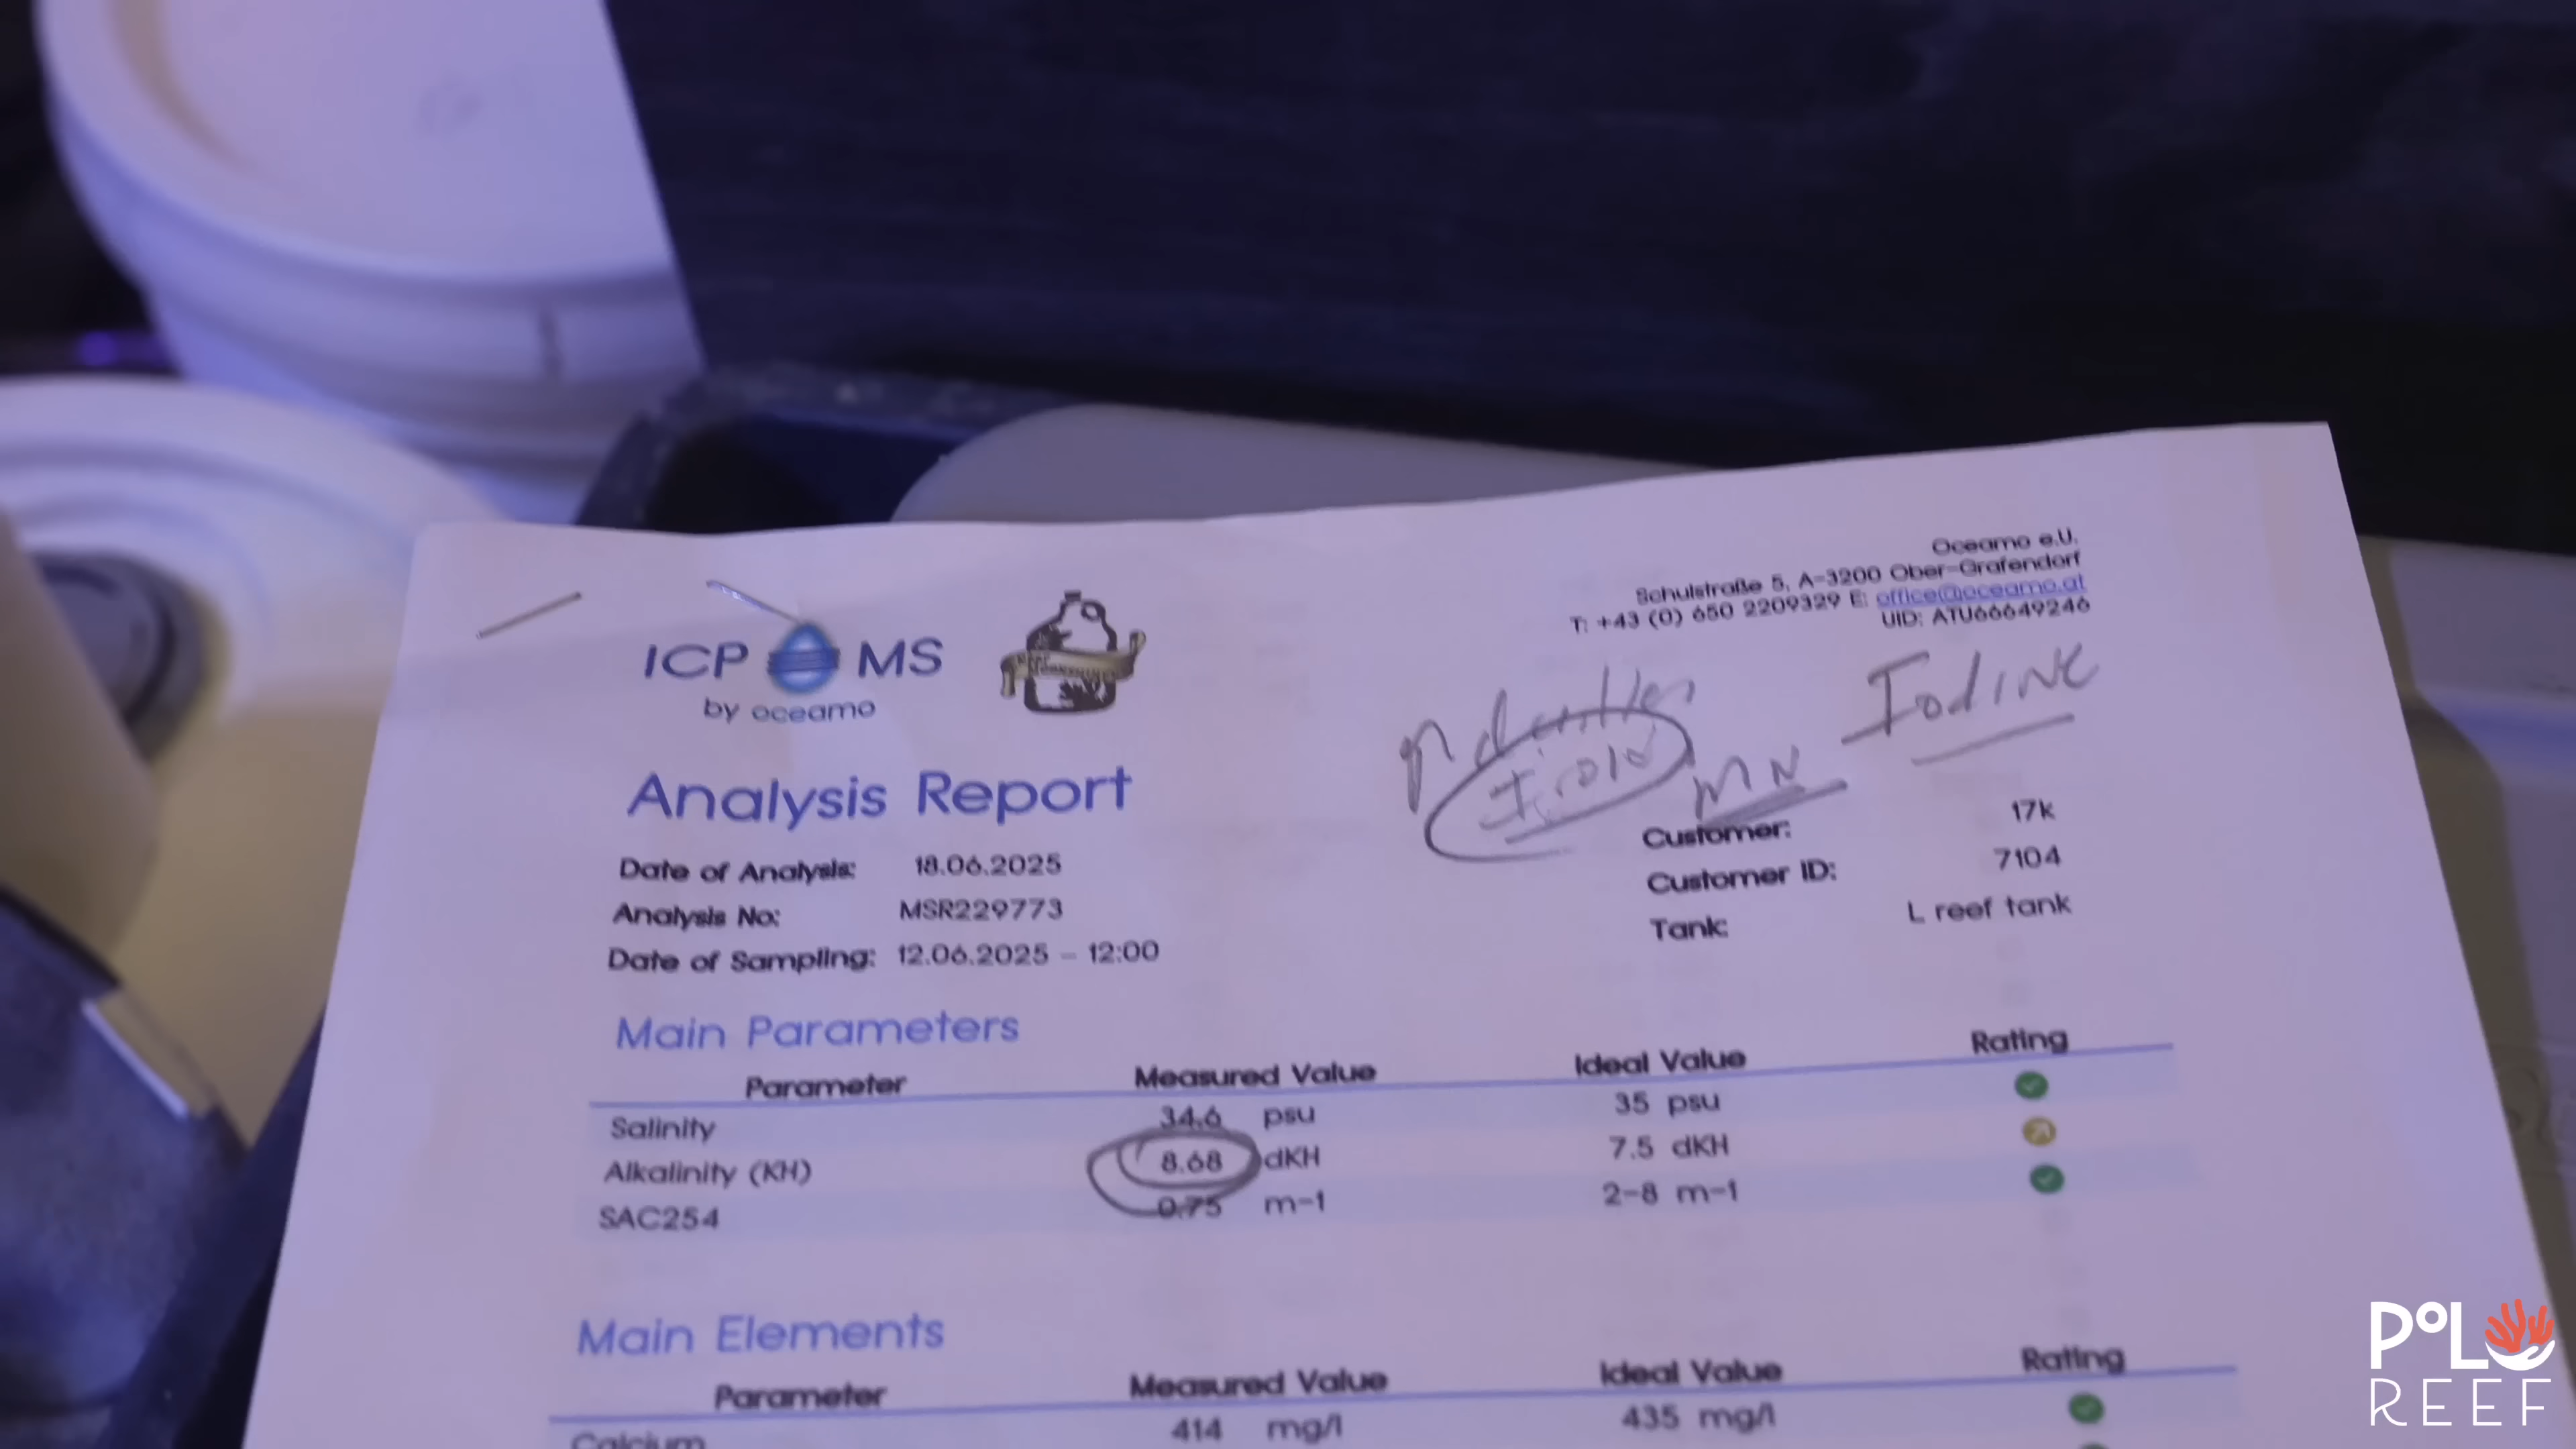 Oceamo e.U.
Schulstraße 5, A-3200 Ober-Grafendorf
T: +43 (0) 650 2209329 E: office@oceamo.at
UID: ATU66649246
ICP MS
by oceamo
Iodine
MN
Analysis Report
Customer: 17k
Date of Analysis: 18.06.2025
Customer ID: 7104
Analysis No: MSR229773
Tank: L reef tank
Date of Sampling: 12.06.2025 - 12:00
Main Parameters
Parameter Measured Value Ideal Value Rating
Salinity 34.6 psu 35 psu
Alkalinity (KH) 8.68 dKH 7.5 dKH
SAC254 0.75 m-1 2-8 m-1
Main Elements
Parameter Measured Value Ideal Value Rating
Calcium 414 mg/l 435 mg/l
POLO
REEF